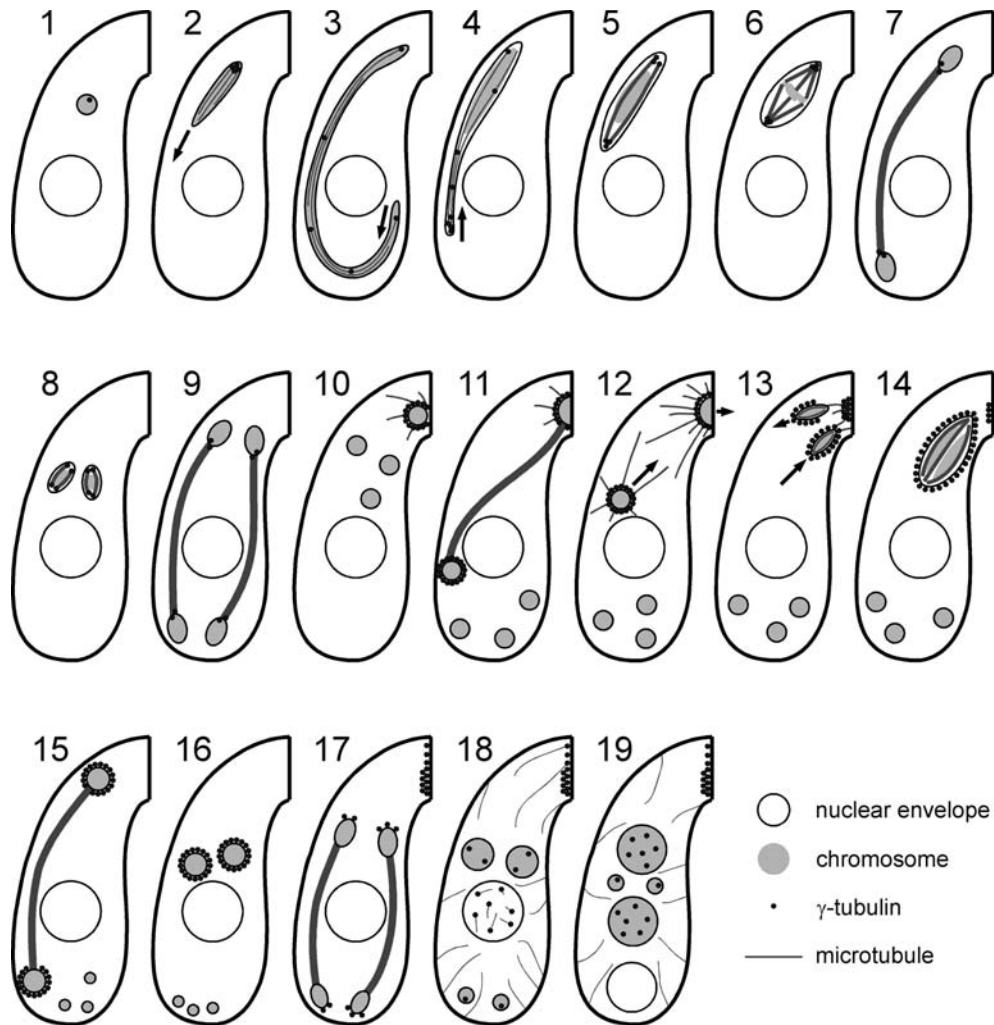 1 2 3 4 5 6 7
8 9 10 11 12 13 14
15 16 17 18 19
nuclear envelope
chromosome
γ-tubulin
microtubule